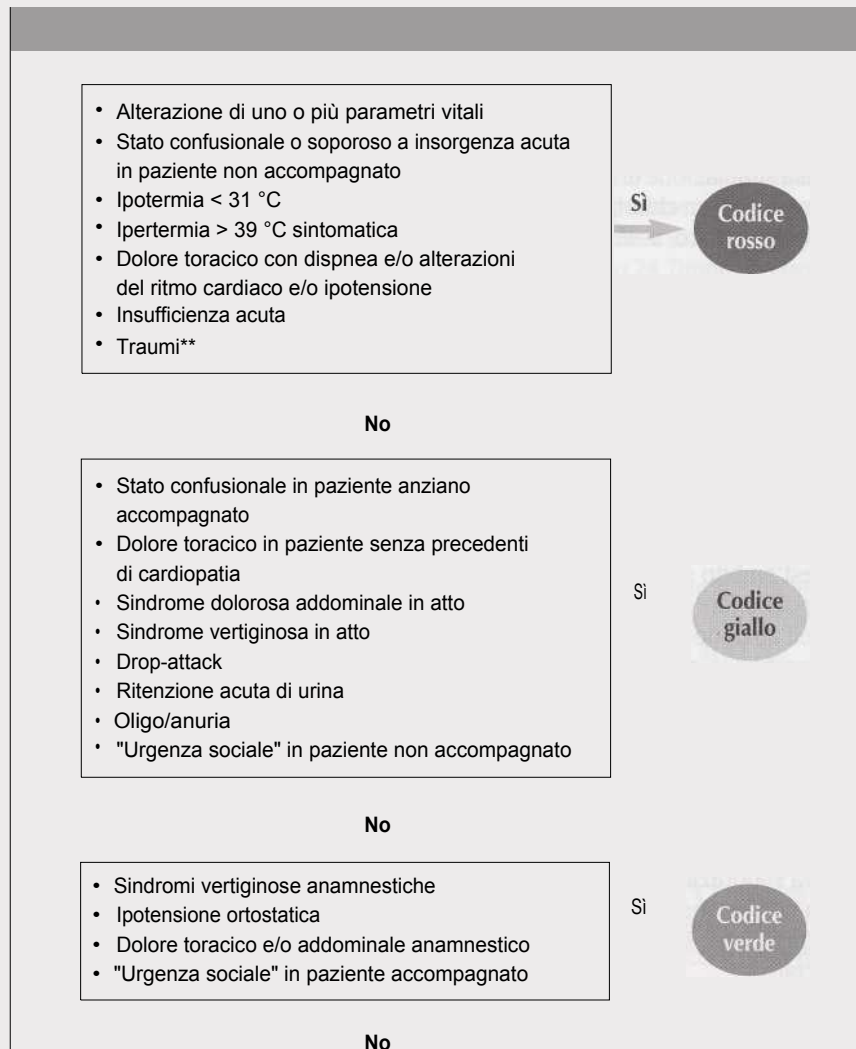 • Alterazione di uno o più parametri vitali
• Stato confusionale o soporoso a insorgenza acuta
in paziente non accompagnato
• Ipotermia < 31 °C
• Ipertermia > 39 °C sintomatica
• Dolore toracico con dispnea e/o alterazioni
del ritmo cardiaco e/o ipotensione
• Insufficienza acuta
• Traumi**
Sì
Codice
rosso
No
• Stato confusionale in paziente anziano
accompagnato
• Dolore toracico in paziente senza precedenti
di cardiopatia
• Sindrome dolorosa addominale in atto
• Sindrome vertiginosa in atto
• Drop-attack
• Ritenzione acuta di urina
• Oligo/anuria
• "Urgenza sociale" in paziente non accompagnato
Sì
Codice
giallo
No
• Sindromi vertiginose anamnestiche
• Ipotensione ortostatica
• Dolore toracico e/o addominale anamnestico
• "Urgenza sociale" in paziente accompagnato
Sì
Codice
verde
No